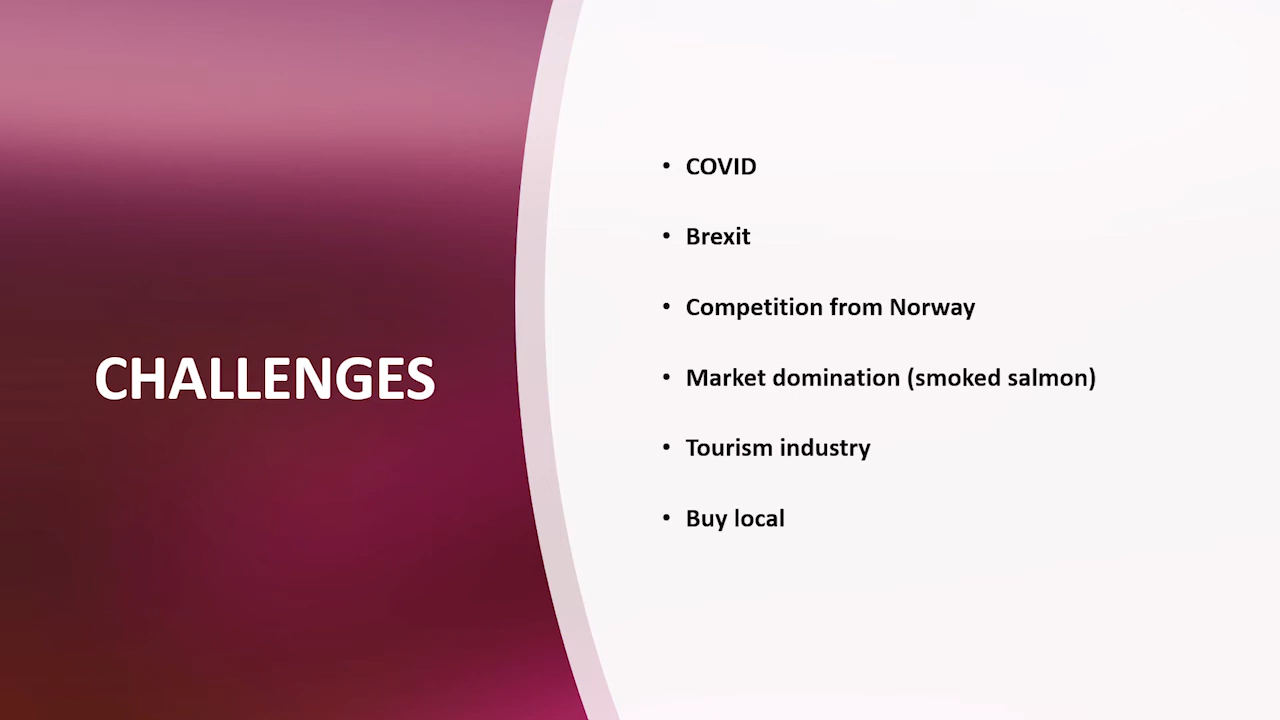 CHALLENGES
• COVID
• Brexit
• Competition from Norway
• Market domination (smoked salmon)
• Tourism industry
• Buy local